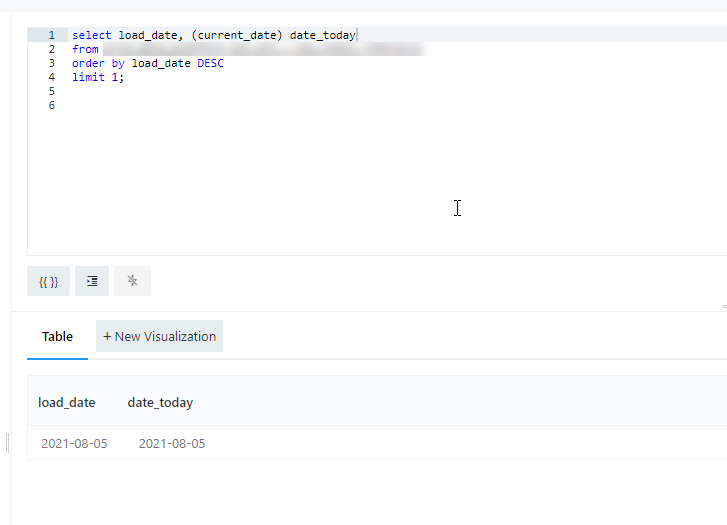 1 select load_date, (current_date) date_today
2 from
3 order by load_date DESC
4 limit 1;
5
6
{{ }}
Table + New Visualization
load_date date_today
2021-08-05 2021-08-05